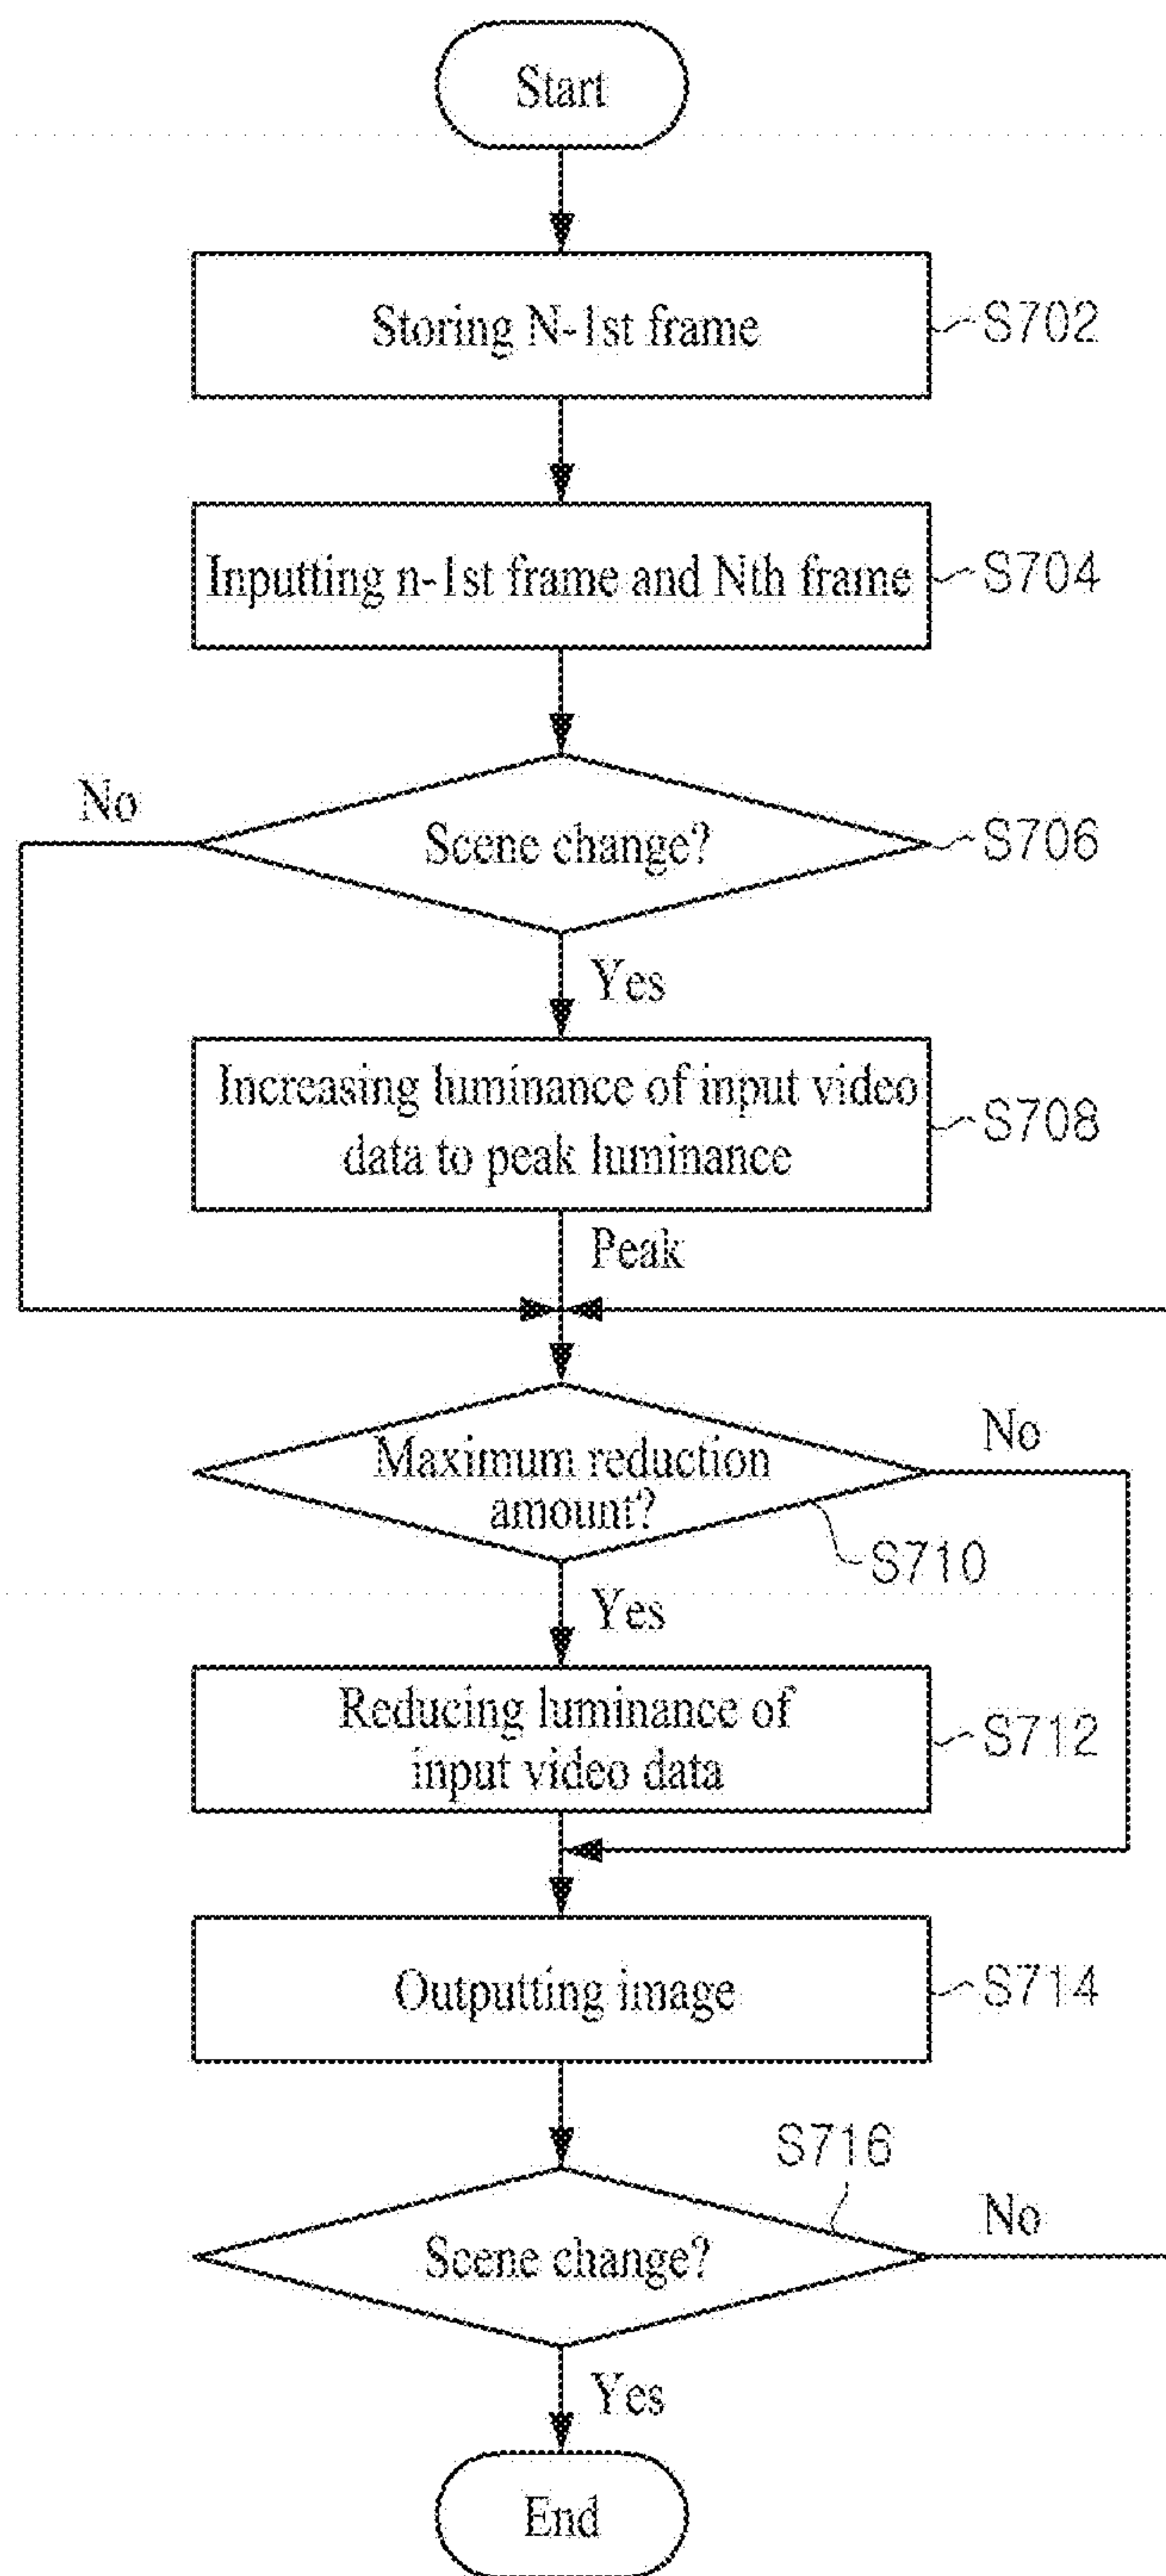 Start
Storing N-1st frame
S702
Inputting n-1st frame and Nth frame
S704
No
Scene change?
S706
Yes
Increasing luminance of input video
data to peak luminance
S708
Peak
Maximum reduction
amount?
No
S710
Yes
Reducing luminance of
input video data
S712
Outputting image
S714
S716
Scene change?
No
Yes
End